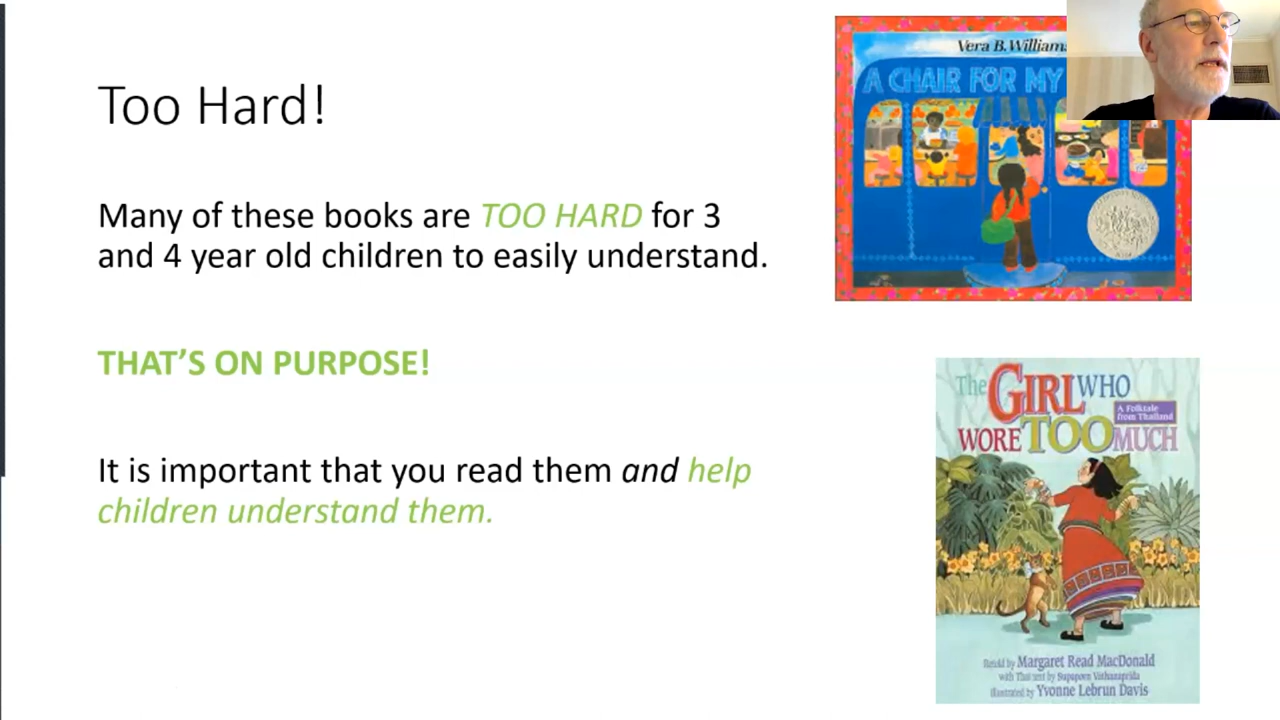 Too Hard!
Many of these books are TOO HARD for 3
and 4 year old children to easily understand.
THAT'S ON PURPOSE!
It is important that you read them and help
children understand them.
Vera B. William
A CHAIR FOR MY
The GIRL WHO
A Folktale
from Thailand
WORE TOO MUCH
Retold by Margaret Read MacDonald
with Thai text by Supaporn Vathanaprida
Illustrated by Yvonne Lebrun Davis